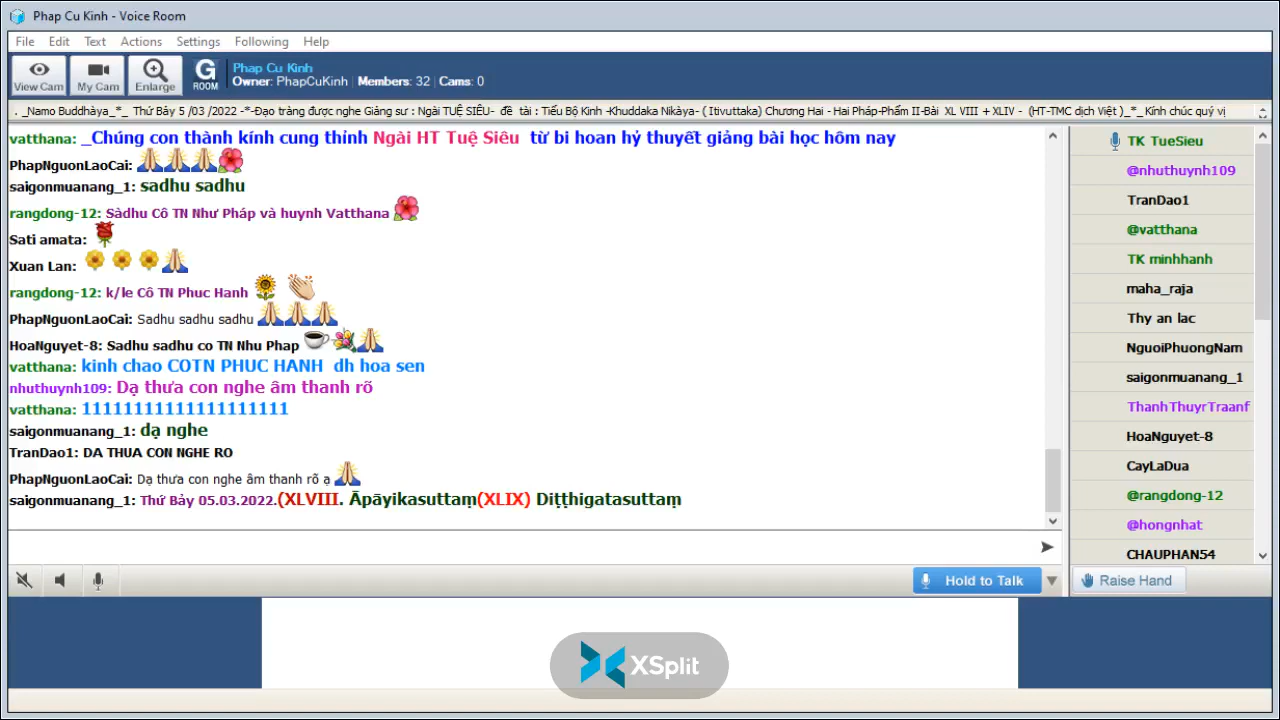 Phap Cu Kinh - Voice Room
File Edit Text Actions Settings Following Help
View Cam My Cam Enlarge G ROOM
Phap Cu Kinh
Owner: PhapCuKinh | Members: 32 | Cams: 0
. _Namo Buddhàya_*_ Thứ Bảy 5 /03 /2022 -*-Đạo tràng được nghe Giảng sư : Ngài TUỆ SIÊU- đề tài : Tiểu Bộ Kinh -Khuddaka Nikàya- ( Itivuttaka) Chương Hai - Hai Pháp-Phẩm II-Bài XL VIII + XLIV - (HT-TMC dịch Việt )_*_ Kính chúc quý vị
vatthana: _Chúng con thành kính cung thỉnh Ngài HT Tuệ Siêu từ bi hoan hỷ thuyết giảng bài học hôm nay
PhapNguonLaoCai:
saigonmuanang_1: sadhu sadhu
rangdong-12: Sàdhu Cô TN Như Pháp và huynh Vatthana
Sati amata:
Xuan Lan:
rangdong-12: k/le Cô TN Phuc Hanh
PhapNguonLaoCai: Sadhu sadhu sadhu
HoaNguyet-8: Sadhu sadhu co TN Nhu Phap
vatthana: kinh chao COTN PHUC HANH dh hoa sen
nhuthuynh109: Dạ thưa con nghe âm thanh rõ
vatthana: 11111111111111111111
saigonmuanang_1: dạ nghe
TranDao1: DA THUA CON NGHE RO
PhapNguonLaoCai: Dạ thưa con nghe âm thanh rõ ạ
saigonmuanang_1: Thứ Bảy 05.03.2022.(XLVIII. Āpāyikasuttaṃ(XLIX) Diṭṭhigatasuttaṃ
TK TueSieu
@nhuthuynh109
TranDao1
@vatthana
TK minhhanh
maha_raja
Thy an lac
NguoiPhuongNam
saigonmuanang_1
ThanhThuyrTraanf
HoaNguyet-8
CayLaDua
@rangdong-12
@hongnhat
CHAUPHAN54
Hold to Talk
Raise Hand
XSplit